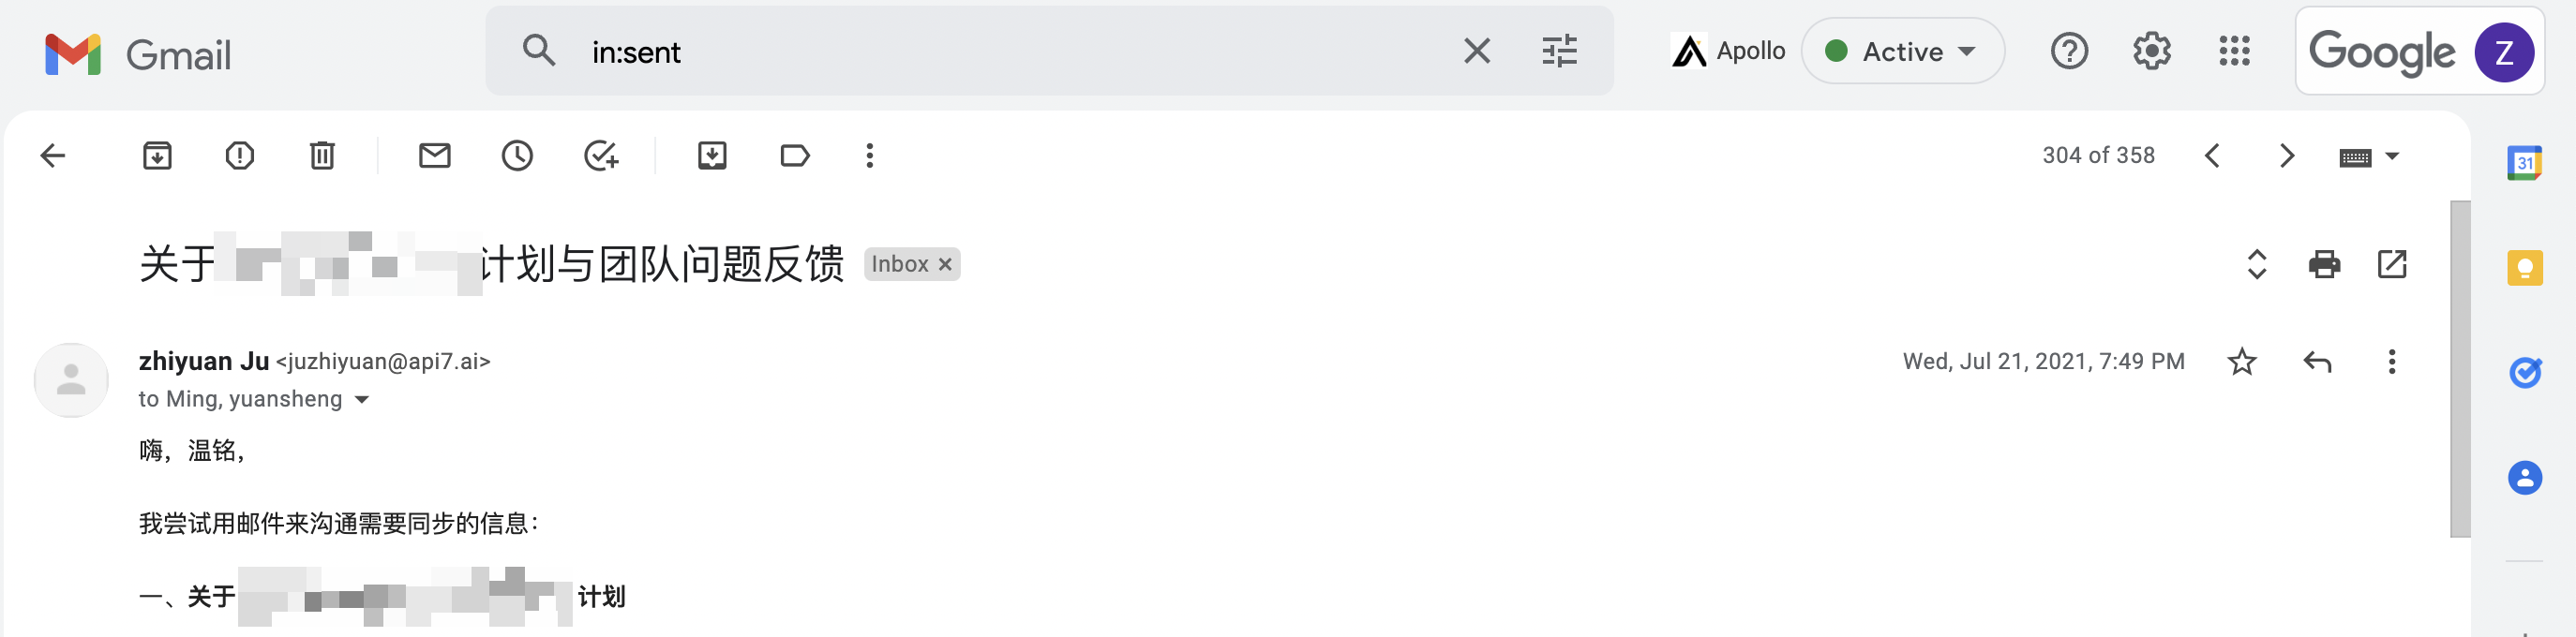 Gmail
in:sent
Apollo
Active
Google
Z
304 of 358
31
关于
计划与团队问题反馈
Inbox ×
zhiyuan Ju <juzhiyuan@api7.ai>
Wed, Jul 21, 2021, 7:49 PM
to Ming, yuansheng
嗨，温铭，
我尝试用邮件来沟通需要同步的信息：
一、关于
计划